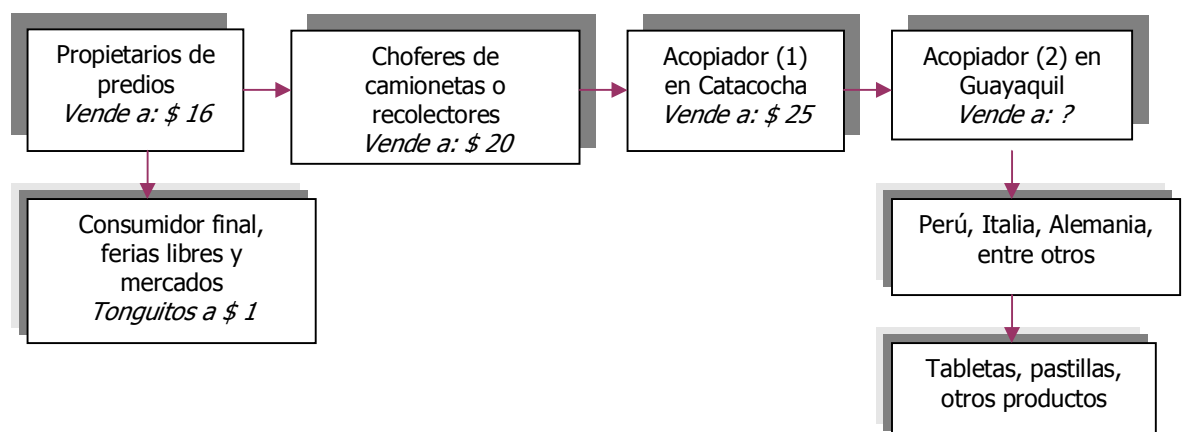 Propietarios de
predios
Vende a: $ 16
Choferes de
camionetas o
recolectores
Vende a: $ 20
Acopiador (1)
en Catacocha
Vende a: $ 25
Acopiador (2) en
Guayaquil
Vende a: ?
Consumidor final,
ferias libres y
mercados
Tonguitos a $ 1
Perú, Italia, Alemania,
entre otros
Tabletas, pastillas,
otros productos